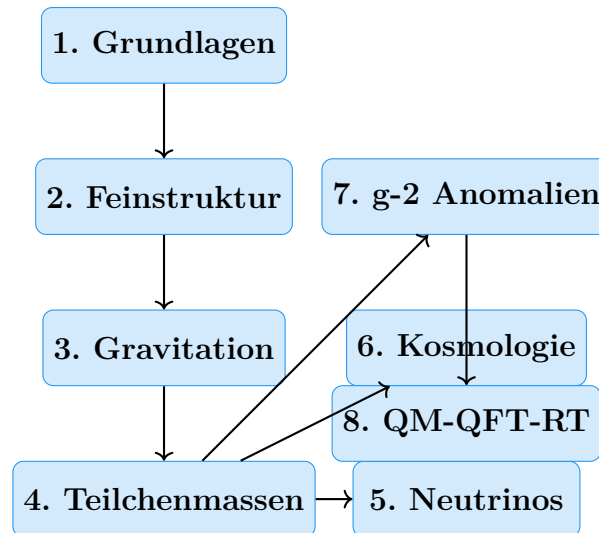 1. Grundlagen
2. Feinstruktur
7. g-2 Anomalien
3. Gravitation
6. Kosmologie
8. QM-QFT-RT
4. Teilchenmassen
5. Neutrinos